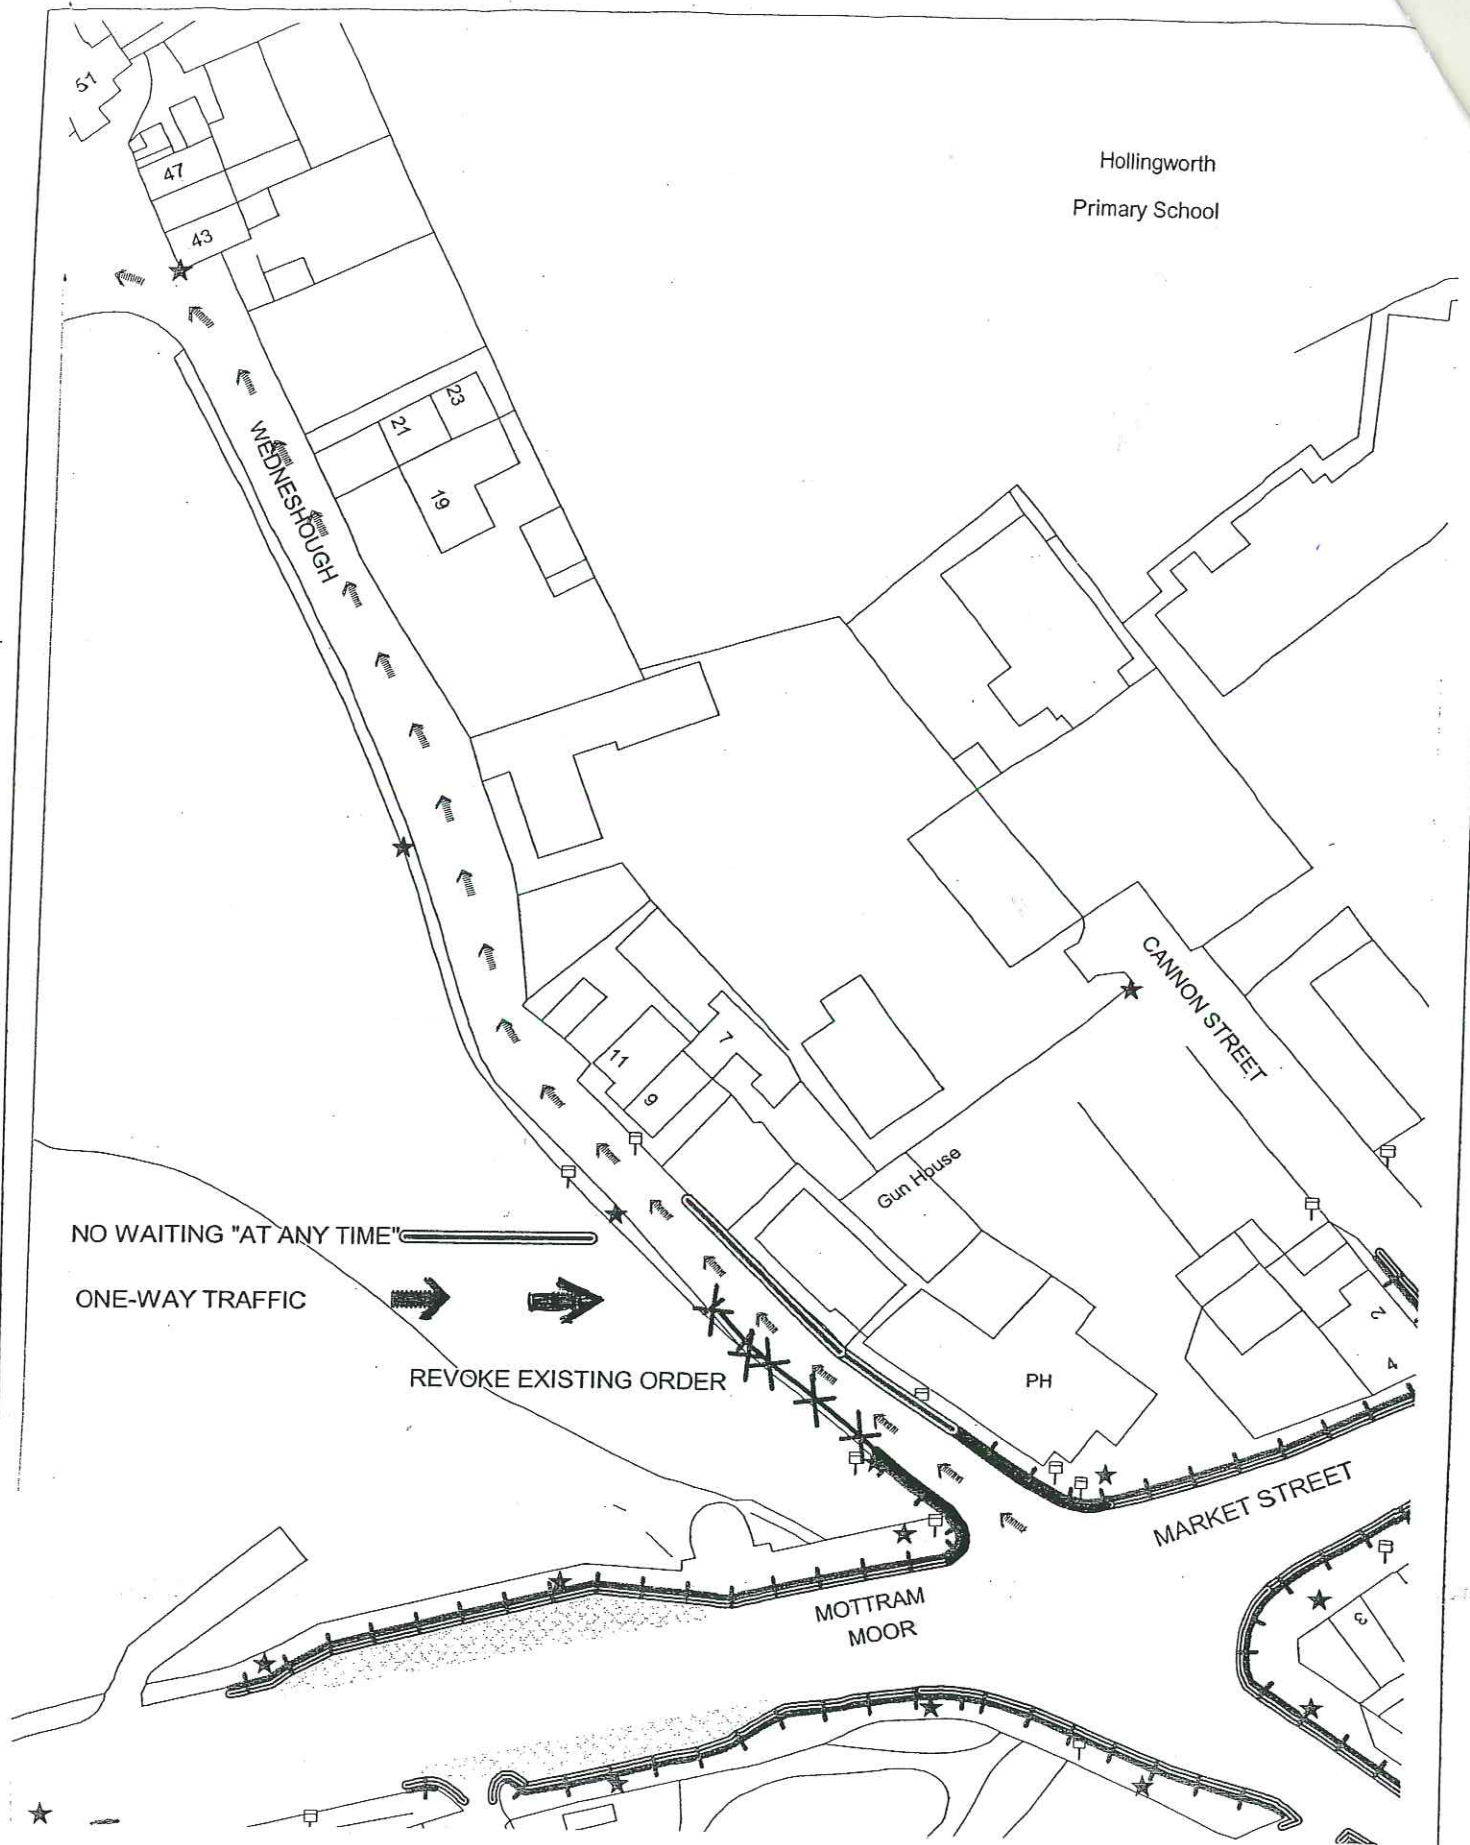 51
Hollingworth
Primary School
47
43
23
21
19
WEDNESHOUGH
CANNON STREET
7
11
9
Gun House
NO WAITING "AT ANY TIME"
ONE-WAY TRAFFIC
REVOKE EXISTING ORDER
PH
2
4
MARKET STREET
MOTTRAM
MOOR
3